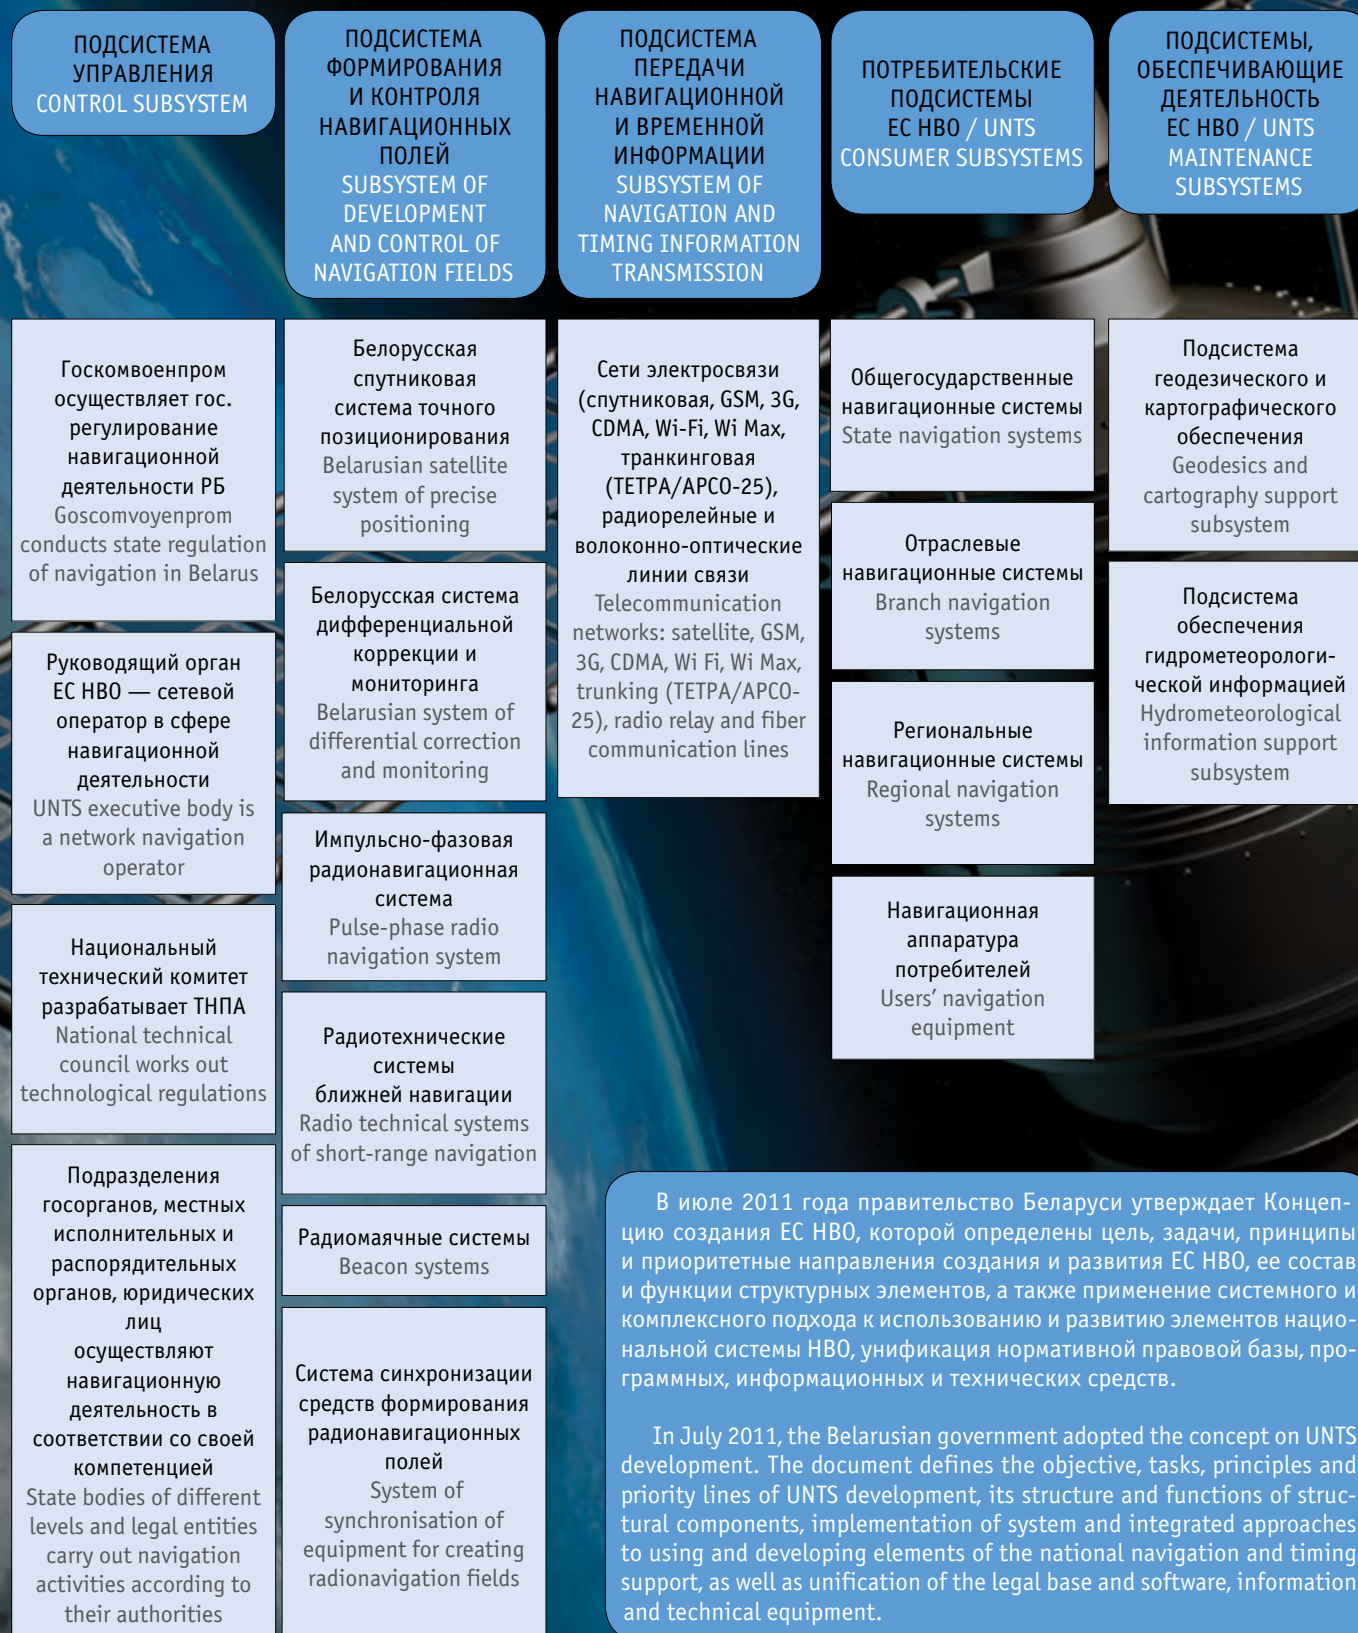 ПОДСИСТЕМА
УПРАВЛЕНИЯ
CONTROL SUBSYSTEM
ПОДСИСТЕМА
ФОРМИРОВАНИЯ
И КОНТРОЛЯ
НАВИГАЦИОННЫХ
ПОЛЕЙ
SUBSYSTEM OF
DEVELOPMENT
AND CONTROL OF
NAVIGATION FIELDS
ПОДСИСТЕМА
ПЕРЕДАЧИ
НАВИГАЦИОННОЙ
И ВРЕМЕННОЙ
ИНФОРМАЦИИ
SUBSYSTEM OF
NAVIGATION AND
TIMING INFORMATION
TRANSMISSION
ПОТРЕБИТЕЛЬСКИЕ
ПОДСИСТЕМЫ
ЕС НВО / UNTS
CONSUMER SUBSYSTEMS
ПОДСИСТЕМЫ,
ОБЕСПЕЧИВАЮЩИЕ
ДЕЯТЕЛЬНОСТЬ
ЕС НВО / UNTS
MAINTENANCE
SUBSYSTEMS
Госкомвоенпром
осуществляет гос.
регулирование
навигационной
деятельности РБ
Goscomvoyenprom
conducts state regulation
of navigation in Belarus
Руководящий орган
ЕС НВО — сетевой
оператор в сфере
навигационной
деятельности
UNTS executive body is
a network navigation
operator
Национальный
технический комитет
разрабатывает ТНПА
National technical
council works out
technological regulations
Подразделения
госорганов, местных
исполнительных и
распорядительных
органов, юридических
лиц
осуществляют
навигационную
деятельность в
соответствии со своей
компетенцией
State bodies of different
levels and legal entities
carry out navigation
activities according to
their authorities
Белорусская
спутниковая
система точного
позиционирования
Belarusian satellite
system of precise
positioning
Белорусская система
дифференциальной
коррекции и
мониторинга
Belarusian system of
differential correction
and monitoring
Импульсно-фазовая
радионавигационная
система
Pulse-phase radio
navigation system
Радиотехнические
системы
ближней навигации
Radio technical systems
of short-range navigation
Радиомаячные системы
Beacon systems
Система синхронизации
средств формирования
радионавигационных
полей
System of
synchronisation of
equipment for creating
radionavigation fields
Сети электросвязи
(спутниковая, GSM, 3G,
CDMA, Wi-Fi, Wi Max,
транкинговая
(ТЕТРА/АРСО-25),
радиорелейные и
волоконно-оптические
линии связи
Telecommunication
networks: satellite, GSM,
3G, CDMA, Wi Fi, Wi Max,
trunking (ТЕТРА/АРСО-
25), radio relay and fiber
communication lines
Общегосударственные
навигационные системы
State navigation systems
Отраслевые
навигационные системы
Branch navigation
systems
Региональные
навигационные системы
Regional navigation
systems
Навигационная
аппаратура
потребителей
Users’ navigation
equipment
Подсистема
геодезического и
картографического
обеспечения
Geodesics and
cartography support
subsystem
Подсистема
обеспечения
гидрометеорологи-
ческой информацией
Hydrometeorological
information support
subsystem
В июле 2011 года правительство Беларуси утверждает Концеп-
цию создания ЕС НВО, которой определены цель, задачи, принципы
и приоритетные направления создания и развития ЕС НВО, ее состав
и функции структурных элементов, а также применение системного и
комплексного подхода к использованию и развитию элементов нацио-
нальной системы НВО, унификация нормативной правовой базы, про-
граммных, информационных и технических средств.
In July 2011, the Belarusian government adopted the concept on UNTS
development. The document defines the objective, tasks, principles and
priority lines of UNTS development, its structure and functions of struc-
tural components, implementation of system and integrated approaches
to using and developing elements of the national navigation and timing
support, as well as unification of the legal base and software, information
and technical equipment.